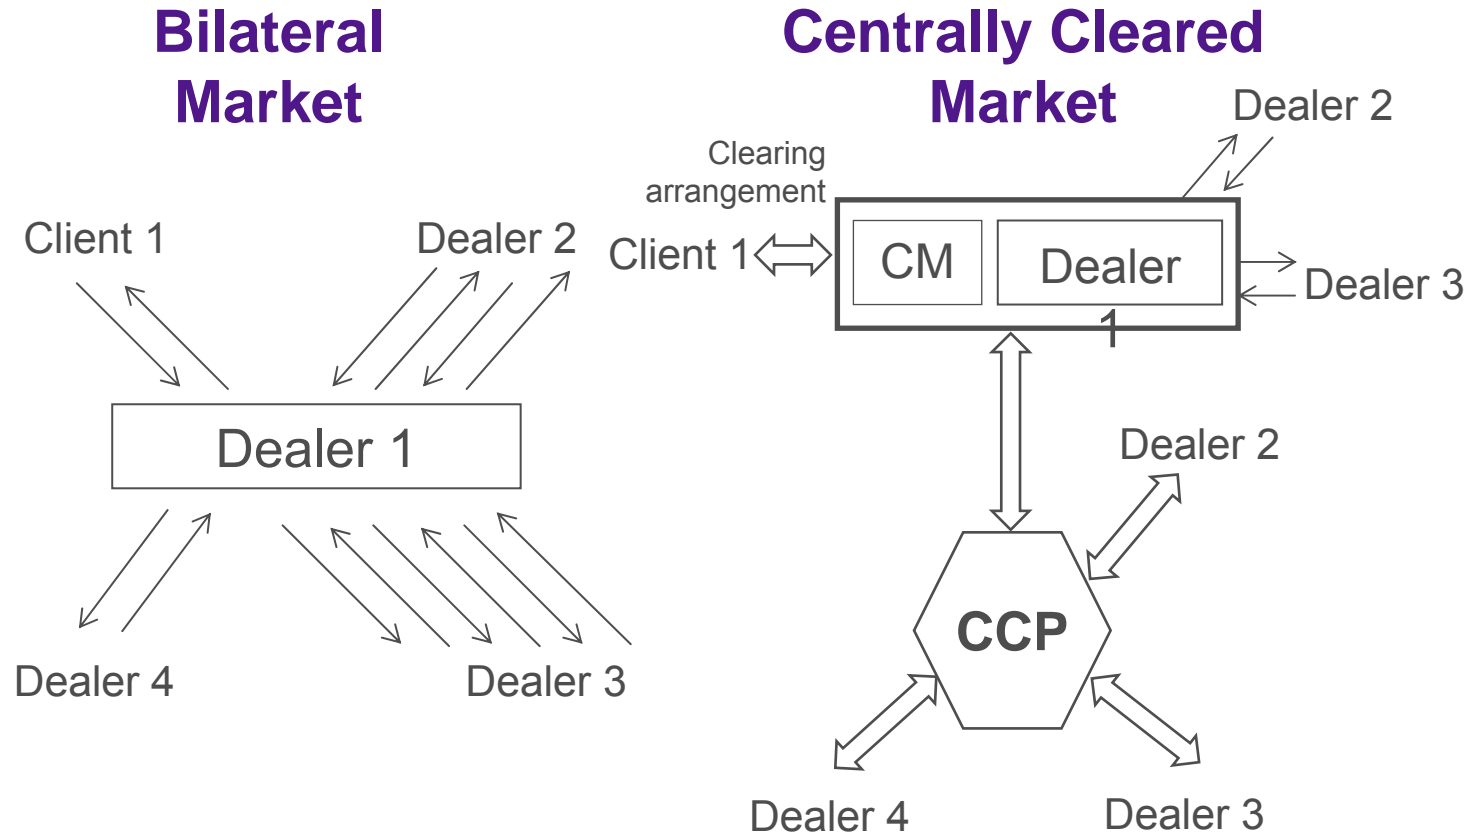 Bilateral
Market
Client 1
Dealer 2
Dealer 1
Dealer 4
Dealer 3
Centrally Cleared
Market
Dealer 2
Clearing
arrangement
Client 1
CM
Dealer
1
Dealer 3
Dealer 2
CCP
Dealer 4
Dealer 3